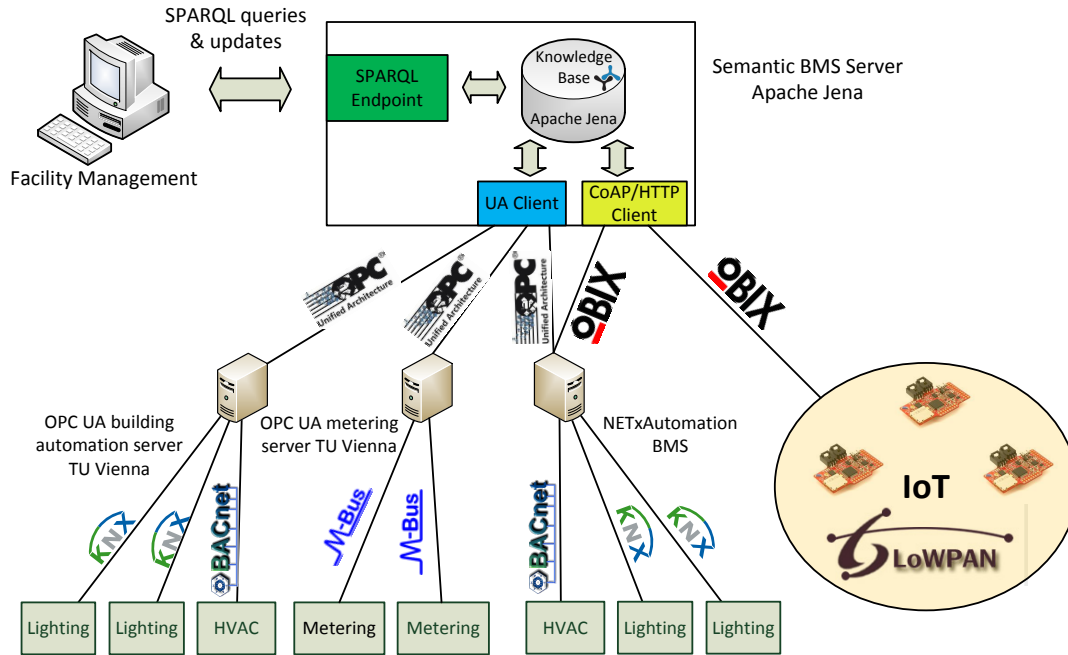 SPARQL queries
& updates
Facility Management
SPARQL
Endpoint
Knowledge
Base
Apache Jena
Semantic BMS Server
Apache Jena
UA Client
CoAP/HTTP
Client
OPC®
Unified Architecture
OPC®
Unified Architecture
OPC®
Unified Architecture
oBIX
oBIX
OPC UA building
automation server
TU Vienna
OPC UA metering
server TU Vienna
NETxAutomation
BMS
KNX
KNX
BACnet
M-Bus
M-Bus
BACnet
KNX
KNX
IoT
6LoWPAN
Lighting
Lighting
HVAC
Metering
Metering
HVAC
Lighting
Lighting